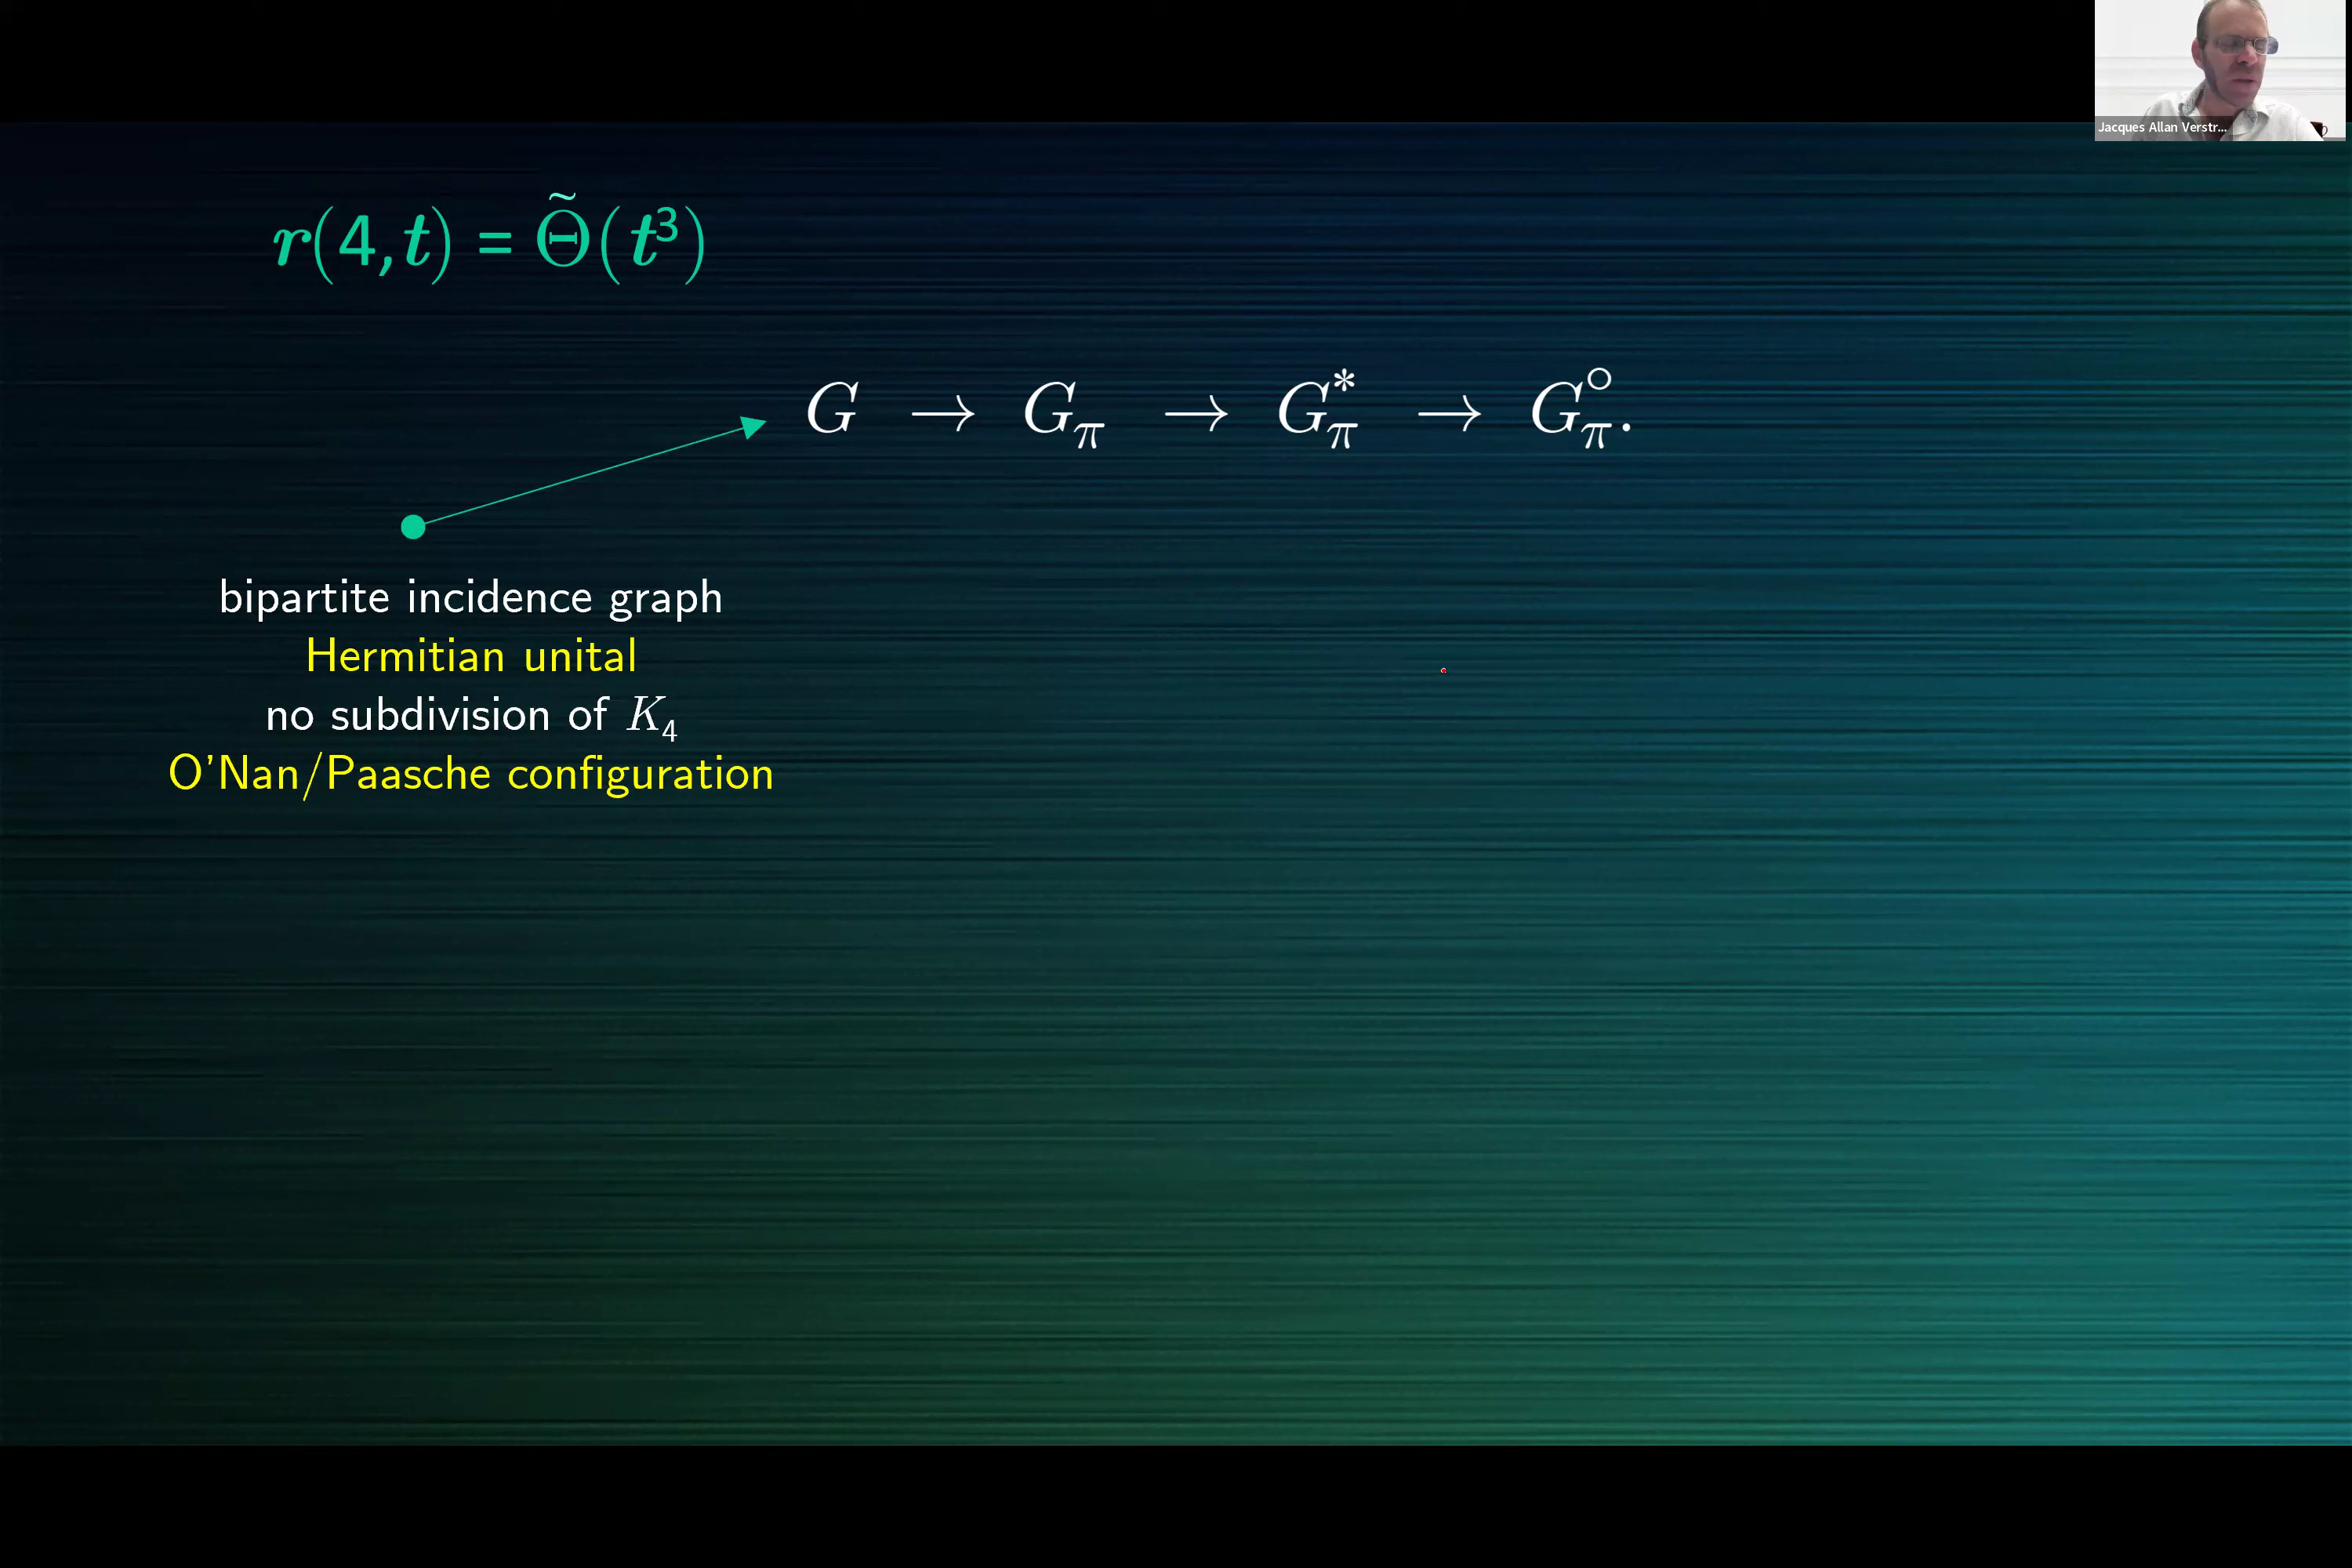 Jacques Allan Verstr...
r(4,t) = Θ̃(t³)
G → G_π → G*_π → G°_π.
bipartite incidence graph
Hermitian unital
no subdivision of K₄
O'Nan/Paasche configuration